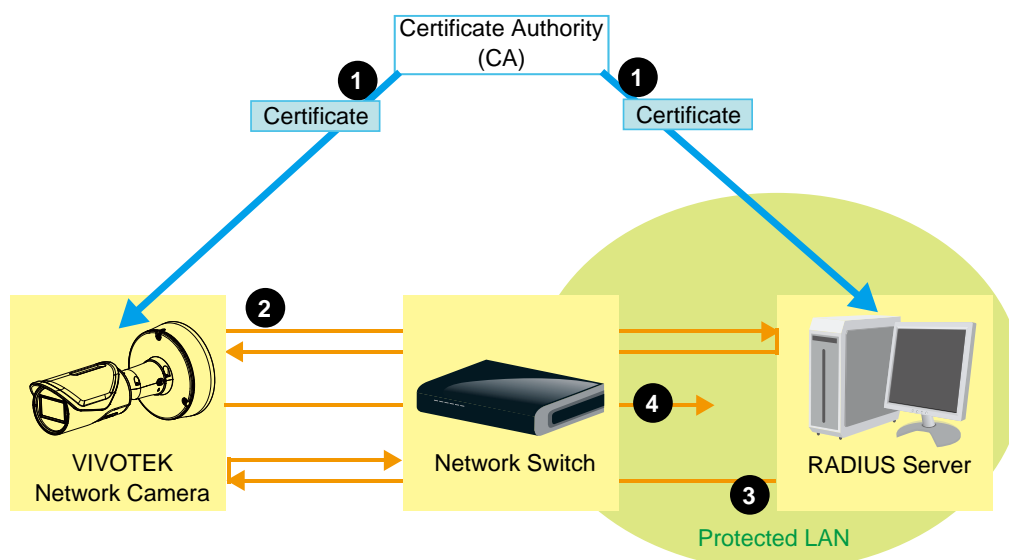 Certificate Authority
(CA)
1
1
Certificate
Certificate
2
4
VIVOTEK
Network Camera
Network Switch
RADIUS Server
3
Protected LAN